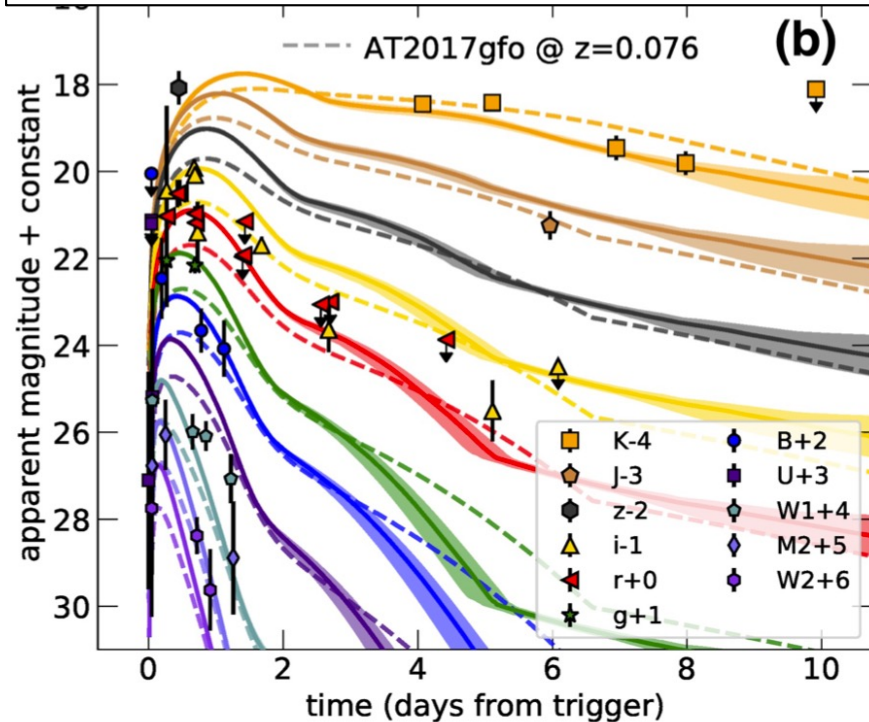 AT2017gfo @ z=0.076
(b)
18
20
22
24
26
28
30
apparent magnitude + constant
K-4
J-3
z-2
i-1
r+0
g+1
B+2
U+3
W1+4
M2+5
W2+6
0 2 4 6 8 10
time (days from trigger)